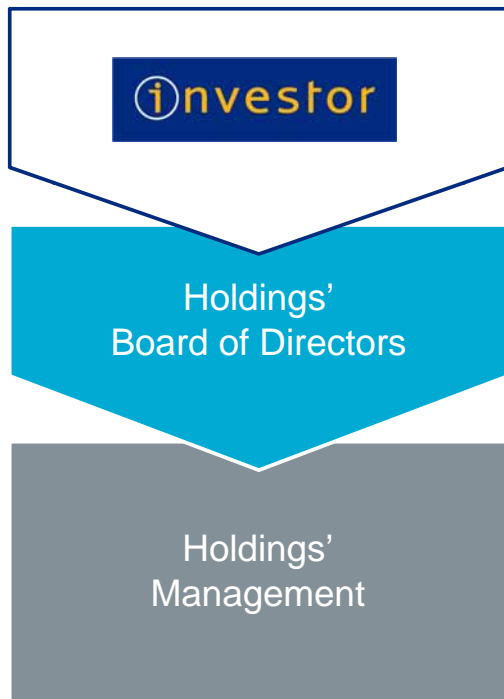 investor
Holdings’
Board of Directors
Holdings’
Management